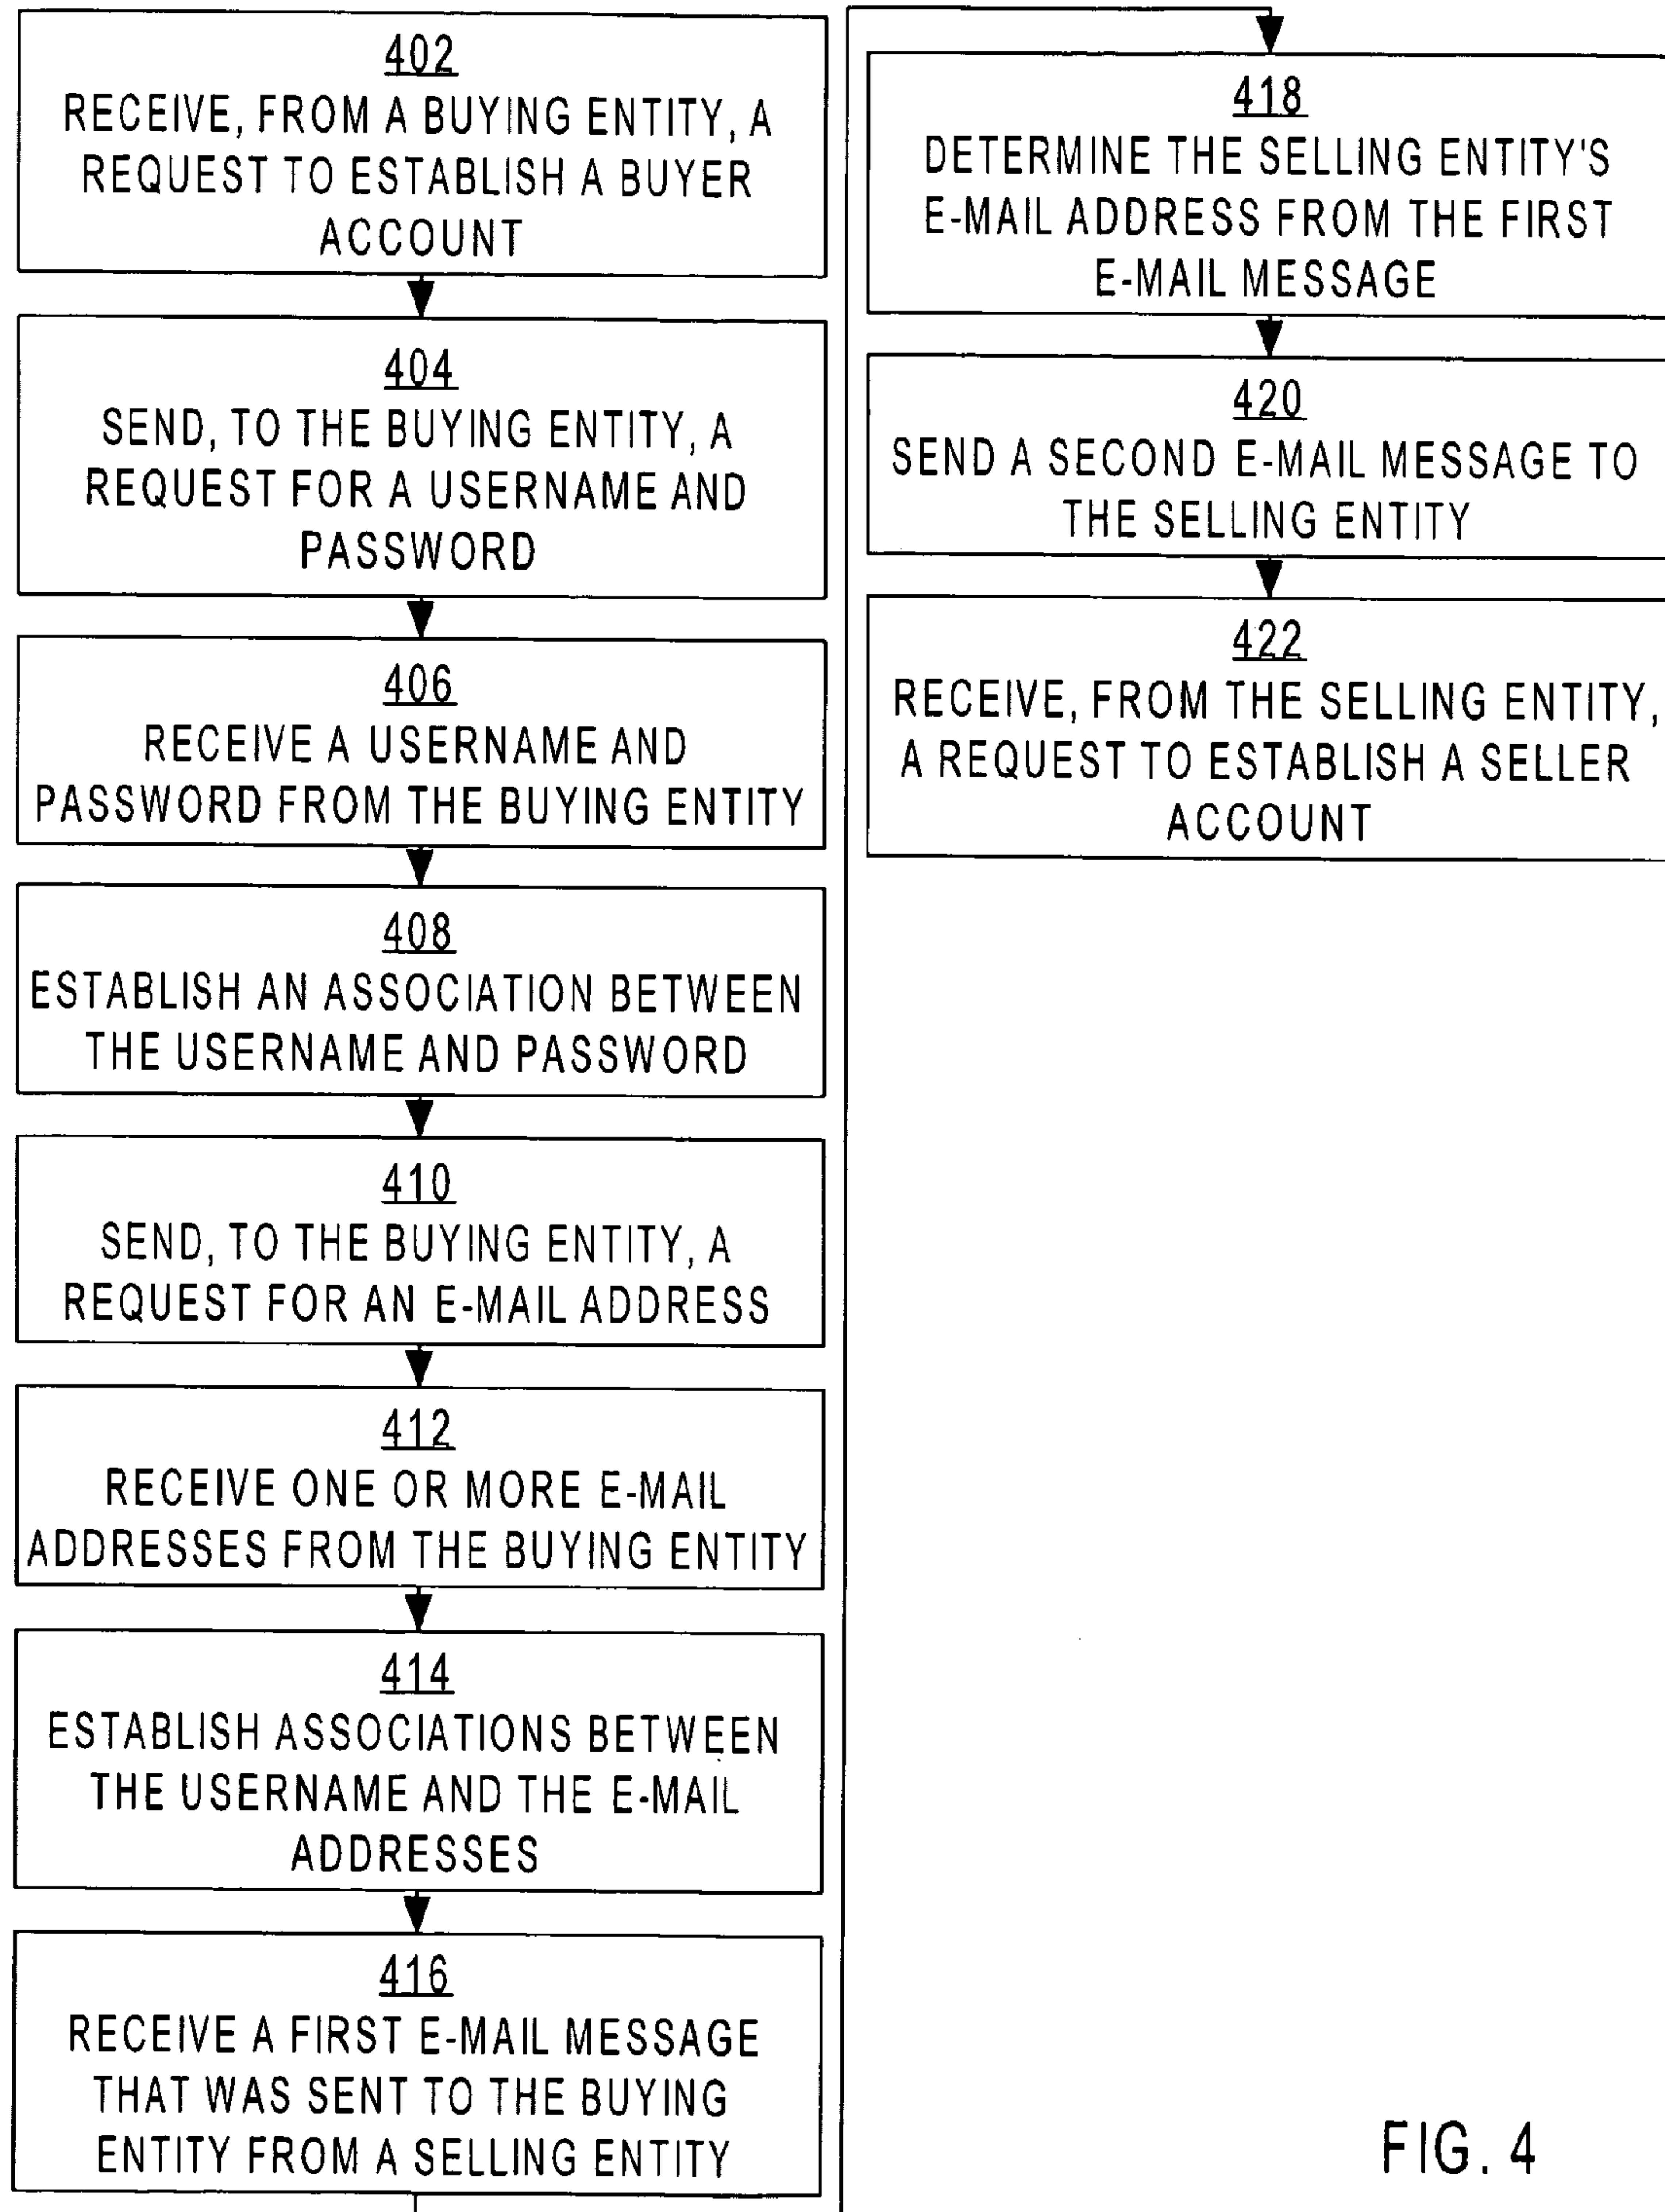 402
RECEIVE, FROM A BUYING ENTITY, A
REQUEST TO ESTABLISH A BUYER
ACCOUNT
404
SEND, TO THE BUYING ENTITY, A
REQUEST FOR A USERNAME AND
PASSWORD
406
RECEIVE A USERNAME AND
PASSWORD FROM THE BUYING ENTITY
408
ESTABLISH AN ASSOCIATION BETWEEN
THE USERNAME AND PASSWORD
410
SEND, TO THE BUYING ENTITY, A
REQUEST FOR AN E-MAIL ADDRESS
412
RECEIVE ONE OR MORE E-MAIL
ADDRESSES FROM THE BUYING ENTITY
414
ESTABLISH ASSOCIATIONS BETWEEN
THE USERNAME AND THE E-MAIL
ADDRESSES
416
RECEIVE A FIRST E-MAIL MESSAGE
THAT WAS SENT TO THE BUYING
ENTITY FROM A SELLING ENTITY
418
DETERMINE THE SELLING ENTITY'S
E-MAIL ADDRESS FROM THE FIRST
E-MAIL MESSAGE
420
SEND A SECOND E-MAIL MESSAGE TO
THE SELLING ENTITY
422
RECEIVE, FROM THE SELLING ENTITY,
A REQUEST TO ESTABLISH A SELLER
ACCOUNT
FIG. 4